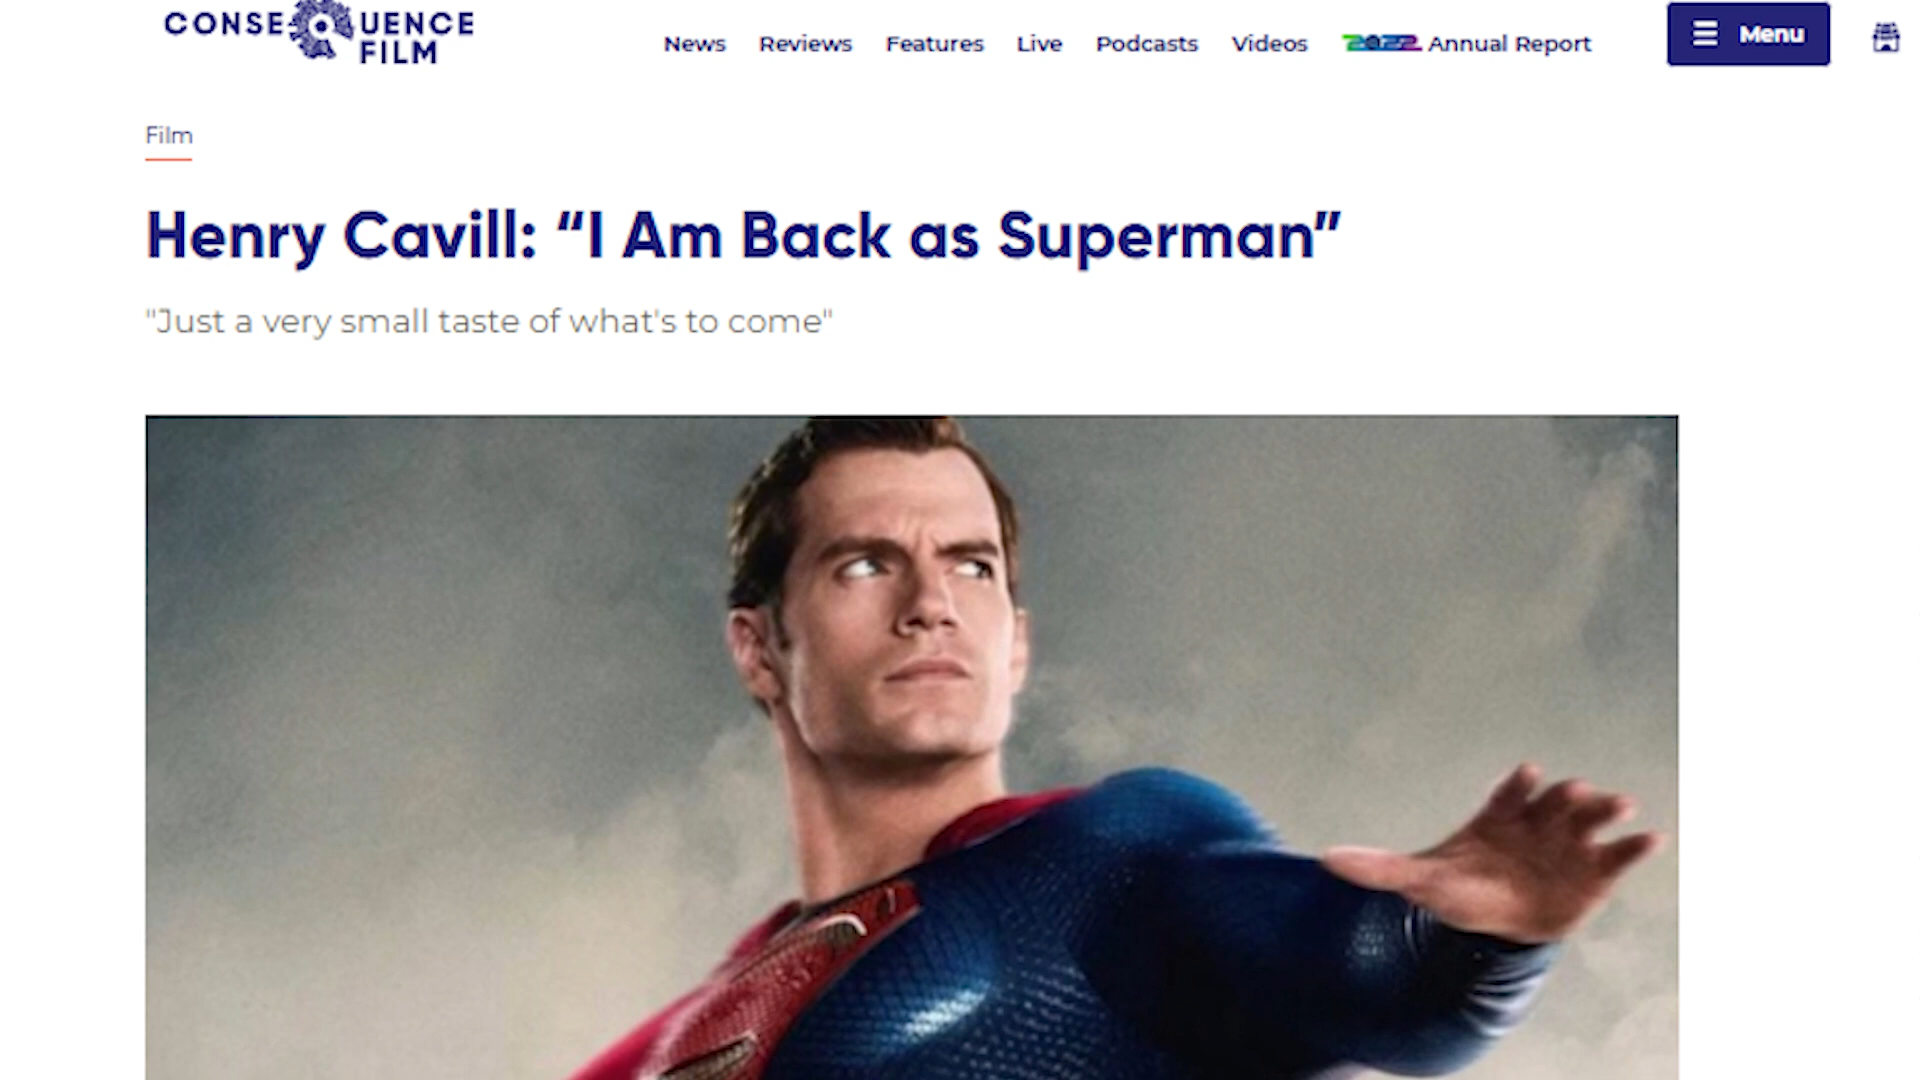 CONSEQUENCE
FILM
News Reviews Features Live Podcasts Videos 2022 Annual Report Menu
Film
Henry Cavill: “I Am Back as Superman”
"Just a very small taste of what's to come"